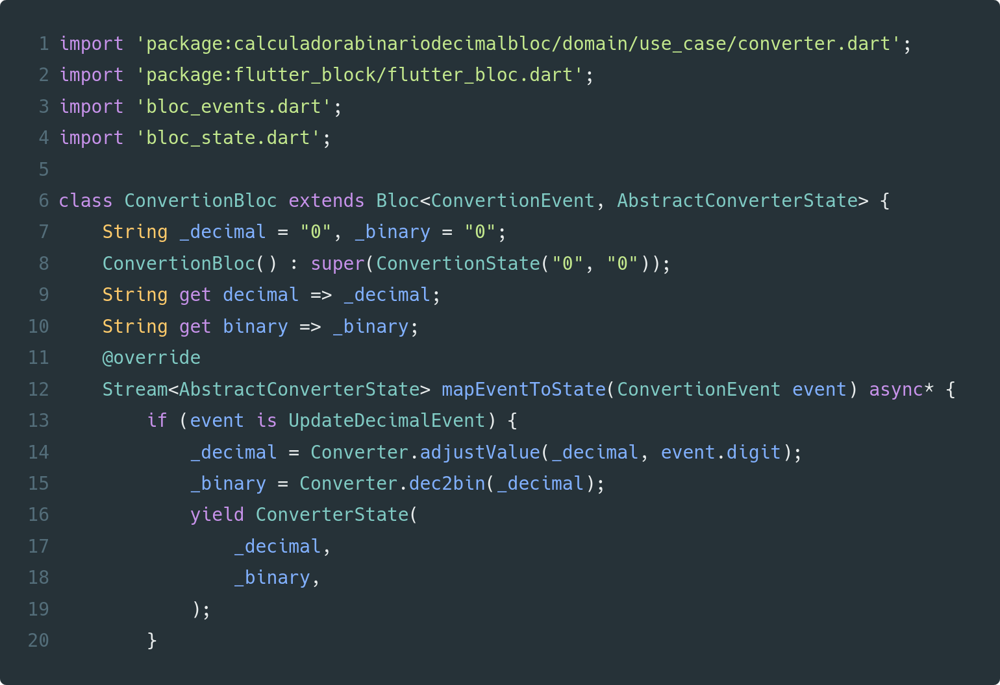 1 import 'package:calculadorabinariodecimalbloc/domain/use_case/converter.dart';
2 import 'package:flutter_block/flutter_bloc.dart';
3 import 'bloc_events.dart';
4 import 'bloc_state.dart';
5
6 class ConvertionBloc extends Bloc<ConvertionEvent, AbstractConverterState> {
7     String _decimal = "0", _binary = "0";
8     ConvertionBloc() : super(ConvertionState("0", "0"));
9     String get decimal => _decimal;
10     String get binary => _binary;
11     @override
12     Stream<AbstractConverterState> mapEventToState(ConvertionEvent event) async* {
13         if (event is UpdateDecimalEvent) {
14             _decimal = Converter.adjustValue(_decimal, event.digit);
15             _binary = Converter.dec2bin(_decimal);
16             yield ConverterState(
17                 _decimal,
18                 _binary,
19             );
20         }